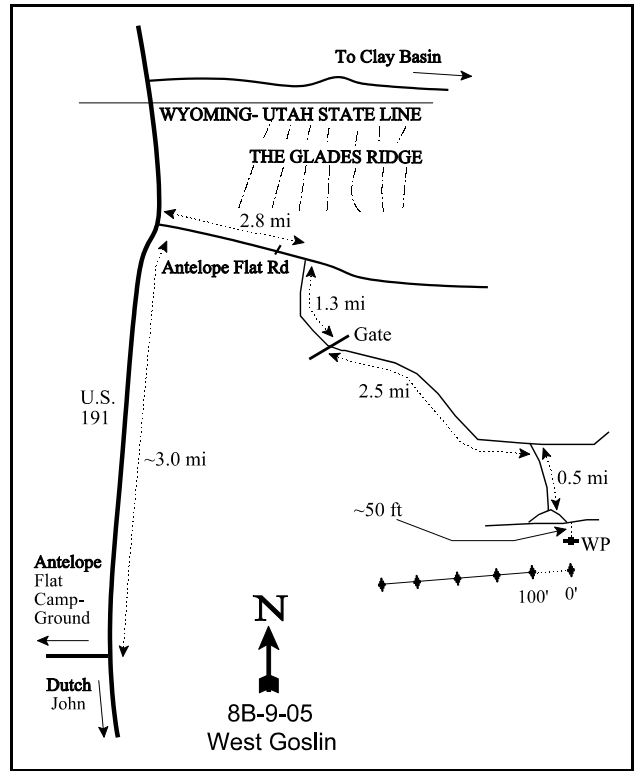 To Clay Basin
WYOMING- UTAH STATE LINE
THE GLADES RIDGE
2.8 mi
Antelope Flat Rd
1.3 mi
Gate
2.5 mi
U.S.
191
~3.0 mi
0.5 mi
~50 ft
WP
100'
0'
Antelope
Flat
Camp-
Ground
Dutch
John
N
8B-9-05
West Goslin